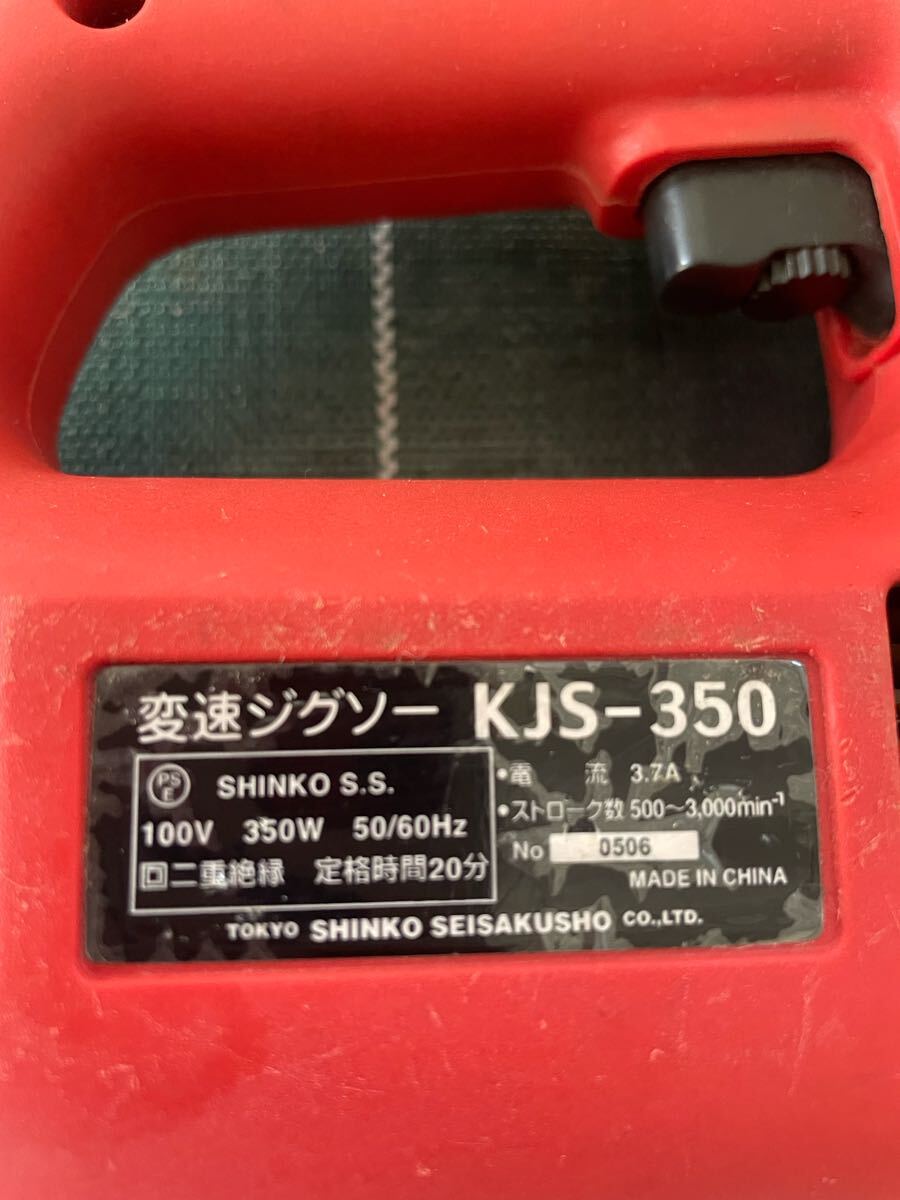 変速ジグソー KJS-350
PS E SHINKO S.S.
100V 350W 50/60Hz
回二重絶縁 定格時間20分
・電 流 3.7A
・ストローク数 500〜3,000min⁻¹
No 0506
MADE IN CHINA
TOKYO SHINKO SEISAKUSHO CO.,LTD.